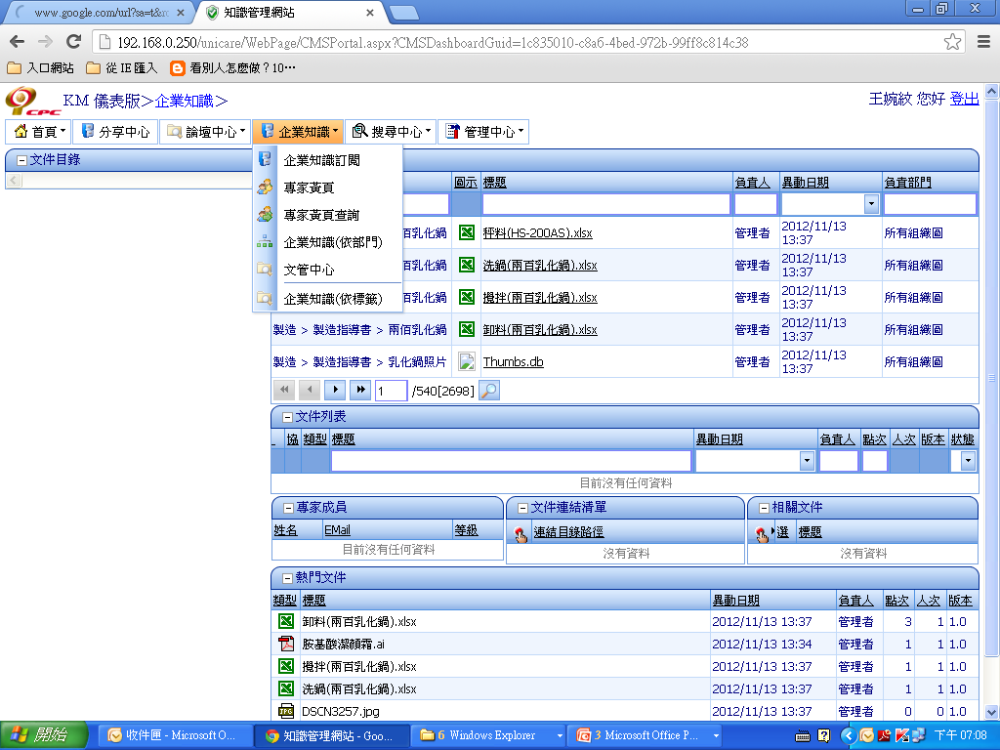 www.google.com/url?sa=t&rc
知識管理網站
192.168.0.250/unicare/WebPage/CMSPortal.aspx?CMSDashboardGuid=1c835010-c8a6-4bed-972b-99ff8c814c38
入口網站 從 IE 匯入 看別人怎麼做？10…
CPC KM 儀表版>企業知識> 王婉紋 您好 登出
首頁 分享中心 論壇中心 企業知識 搜尋中心 管理中心
文件目錄
企業知識訂閱
專家黃頁
專家黃頁查詢
企業知識(依部門)
文管中心
企業知識(依標籤)
圖示 標題 負責人 異動日期 負責部門
佰乳化鍋 秤料(HS-200AS).xlsx 管理者 2012/11/13 13:37 所有組織圖
佰乳化鍋 洗鍋(兩百乳化鍋).xlsx 管理者 2012/11/13 13:37 所有組織圖
佰乳化鍋 攪拌(兩百乳化鍋).xlsx 管理者 2012/11/13 13:37 所有組織圖
製造 > 製造指導書 > 兩佰乳化鍋 卸料(兩百乳化鍋).xlsx 管理者 2012/11/13 13:37 所有組織圖
製造 > 製造指導書 > 乳化鍋照片 Thumbs.db 管理者 2012/11/13 13:37 所有組織圖
1 /540[2698]
文件列表
協 類型 標題 異動日期 負責人 點次 人次 版本 狀態
目前沒有任何資料
專家成員 文件連結清單 相關文件
姓名 EMail 等級 連結目錄路徑 選 標題
目前沒有任何資料 沒有資料 沒有資料
熱門文件
類型 標題 異動日期 負責人 點次 人次 版本
卸料(兩百乳化鍋).xlsx 2012/11/13 13:37 管理者 3 1 1.0
胺基酸潔顏霜.ai 2012/11/13 13:34 管理者 1 1 1.0
攪拌(兩百乳化鍋).xlsx 2012/11/13 13:37 管理者 1 1 1.0
洗鍋(兩百乳化鍋).xlsx 2012/11/13 13:37 管理者 1 1 1.0
DSCN3257.jpg 2012/11/13 13:37 管理者 0 0 1.0
開始 收件匣 - Microsoft O... 知識管理網站 - Goo... 6 Windows Explorer 3 Microsoft Office P... 下午 07:08